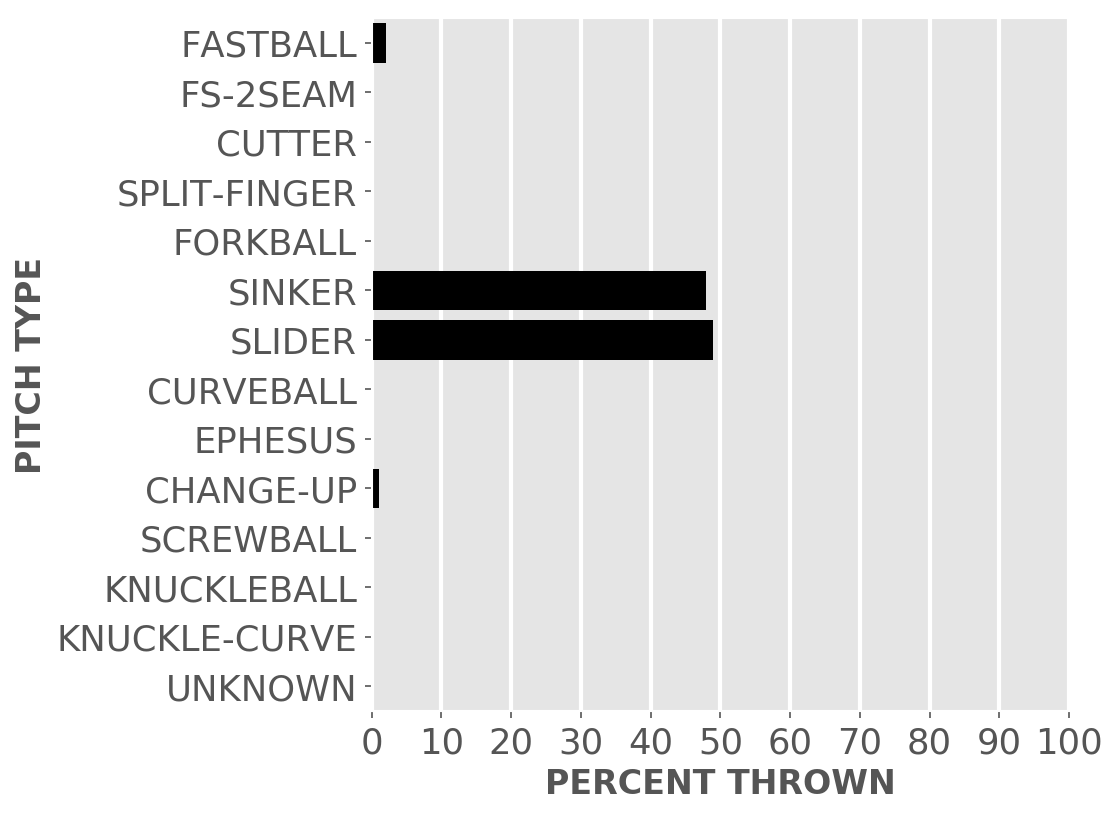 PITCH TYPE
FASTBALL
FS-2SEAM
CUTTER
SPLIT-FINGER
FORKBALL
SINKER
SLIDER
CURVEBALL
EPHESUS
CHANGE-UP
SCREWBALL
KNUCKLEBALL
KNUCKLE-CURVE
UNKNOWN
0 10 20 30 40 50 60 70 80 90 100
PERCENT THROWN